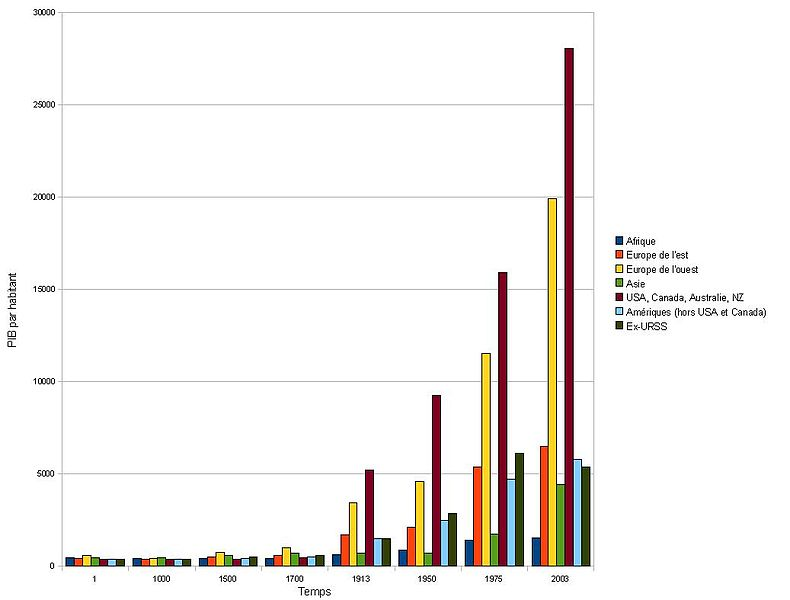 30000
25000
20000
15000
10000
5000
0
PIB par habitant
1
1000
1500
1700
1913
1950
1975
2003
Temps
Afrique
Europe de l'est
Europe de l'ouest
Asie
USA, Canada, Australie, NZ
Amériques (hors USA et Canada)
Ex-URSS